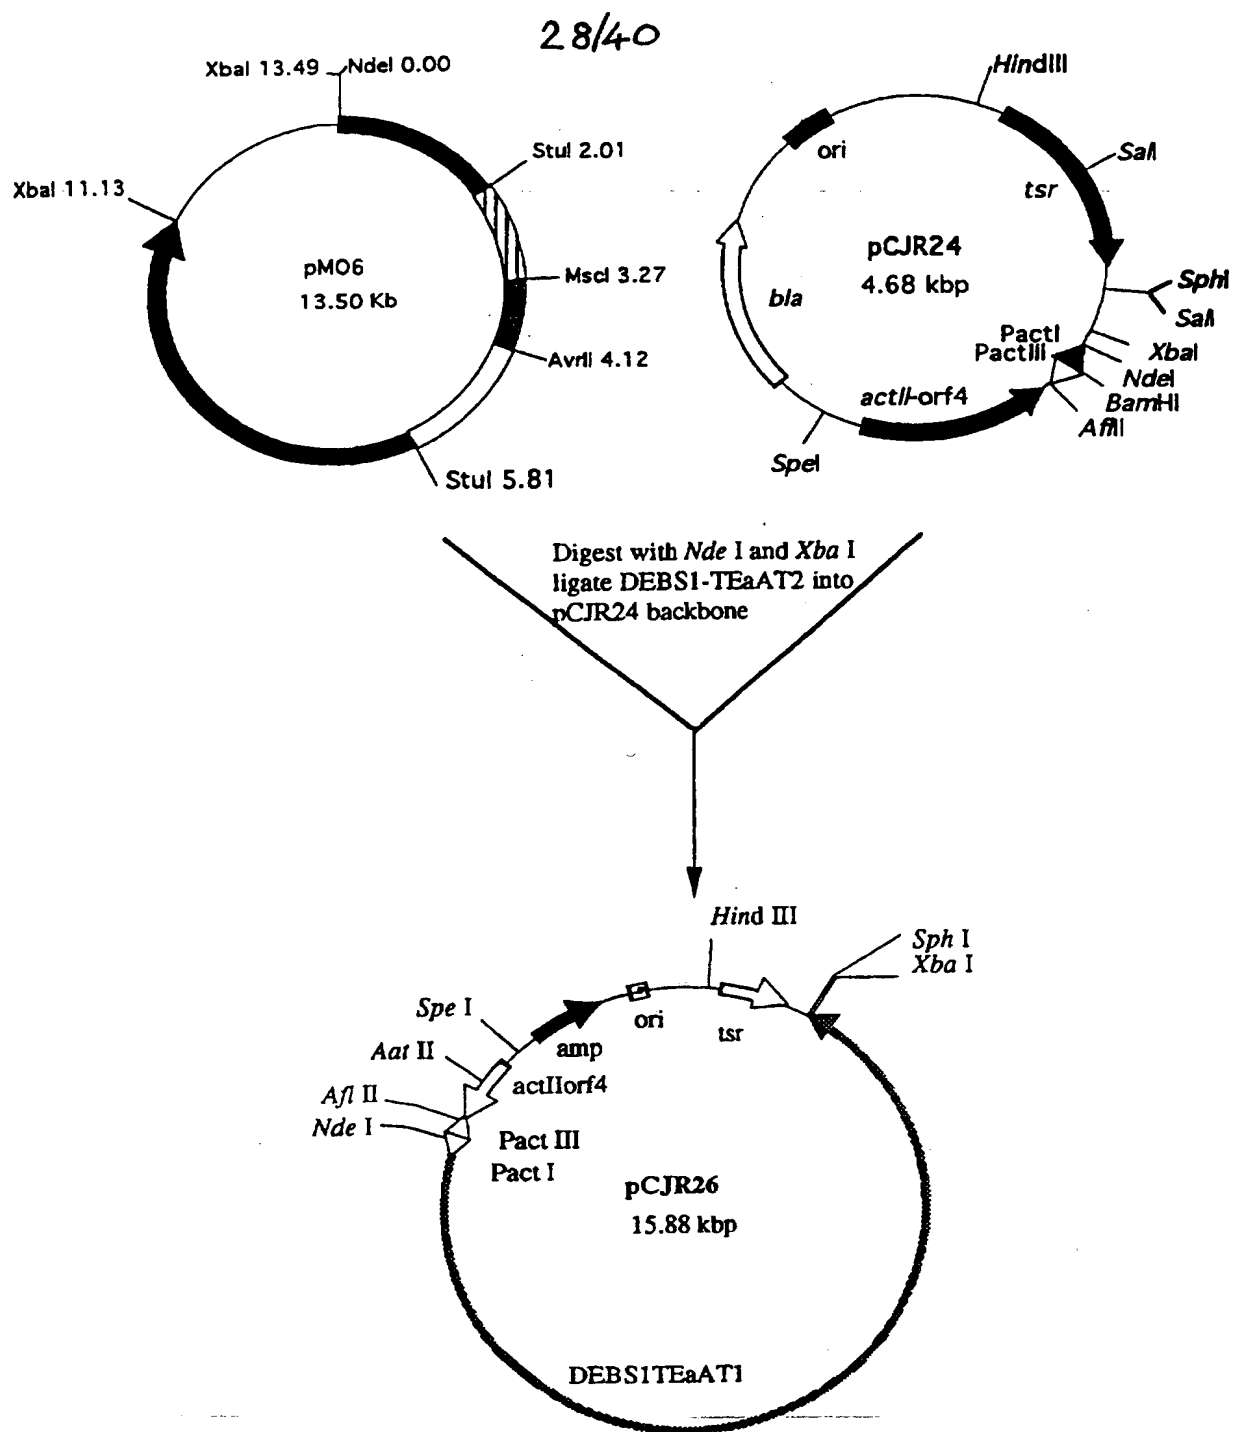 28/40
XbaI 13.49
NdeI 0.00
StuI 2.01
XbaI 11.13
pMO6
13.50 Kb
MscI 3.27
AvrII 4.12
StuI 5.81
HindIII
ori
SalI
tsr
pCJR24
4.68 kbp
bla
SphI
SalI
PactI
PactIII
XbaI
NdeI
BamHI
AflII
actII-orf4
SpeI
Digest with Nde I and Xba I
ligate DEBS1-TEaAT2 into
pCJR24 backbone
Hind III
Sph I
Xba I
Spe I
ori
tsr
amp
Aat II
actIIorf4
Afl II
Nde I
Pact III
Pact I
pCJR26
15.88 kbp
DEBS1TEaAT1